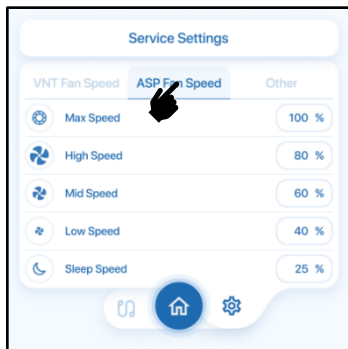 Service Settings
VNT Fan Speed ASP Fan Speed Other
Max Speed 100 %
High Speed 80 %
Mid Speed 60 %
Low Speed 40 %
Sleep Speed 25 %